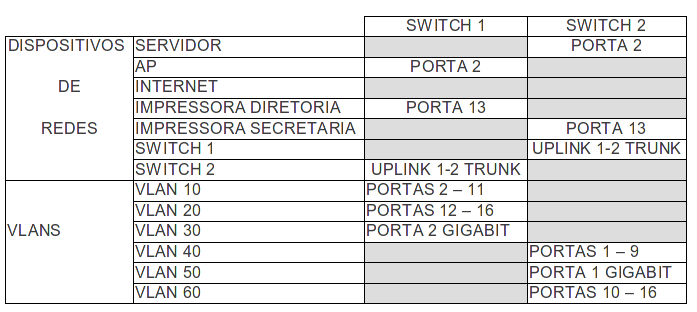 SWITCH 1 SWITCH 2
DISPOSITIVOS SERVIDOR PORTA 2
AP PORTA 2
DE INTERNET
IMPRESSORA DIRETORIA PORTA 13
REDES IMPRESSORA SECRETARIA PORTA 13
SWITCH 1 UPLINK 1-2 TRUNK
SWITCH 2 UPLINK 1-2 TRUNK
VLAN 10 PORTAS 2 – 11
VLAN 20 PORTAS 12 – 16
VLANS VLAN 30 PORTA 2 GIGABIT
VLAN 40 PORTAS 1 – 9
VLAN 50 PORTA 1 GIGABIT
VLAN 60 PORTAS 10 – 16